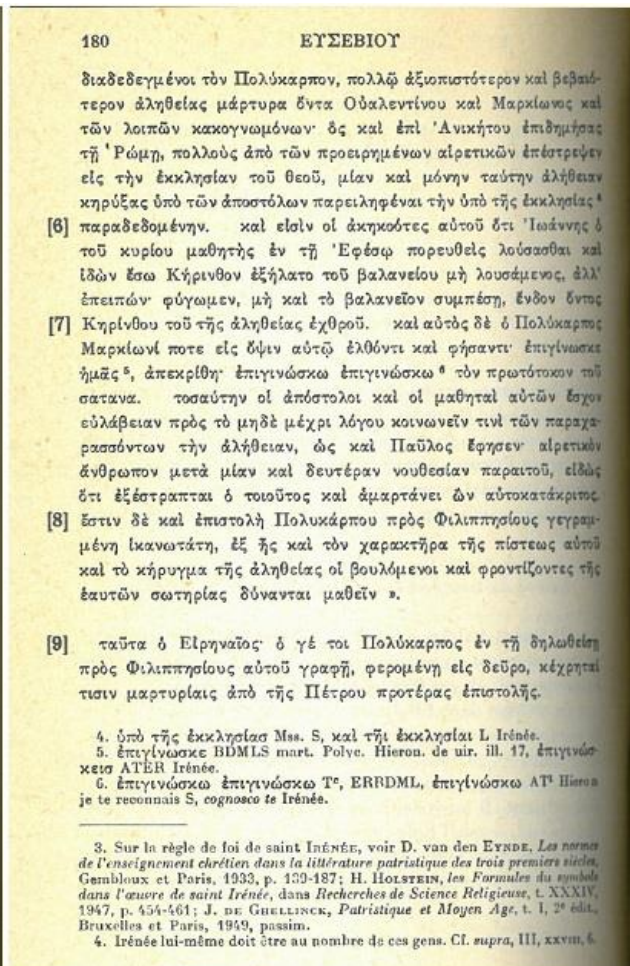 180 ΕΥΣΕΒΙΟΥ
διαδεδεγμένοι τὸν Πολύκαρπον, πολλῷ ἀξιοπιστότερον καὶ βεβαιό-
τερον ἀληθείας μάρτυρα ὄντα Οὐαλεντίνου καὶ Μαρκίωνος καὶ
τῶν λοιπῶν κακογνωμόνων· ὃς καὶ ἐπὶ Ἀνικήτου ἐπιδημήσας
τῇ Ῥώμῃ, πολλοὺς ἀπὸ τῶν προειρημένων αἱρετικῶν ἐπέστρεψεν
εἰς τὴν ἐκκλησίαν τοῦ θεοῦ, μίαν καὶ μόνην ταύτην ἀλήθειαν
κηρύξας ὑπὸ τῶν ἀποστόλων παρειληφέναι τὴν ὑπὸ τῆς ἐκκλησίας ⁴
[6] παραδεδομένην. καὶ εἰσὶν οἱ ἀκηκοότες αὐτοῦ ὅτι Ἰωάννης ὁ
τοῦ κυρίου μαθητὴς ἐν τῇ Ἐφέσῳ πορευθεὶς λούσασθαι καὶ
ἰδὼν ἔσω Κήρινθον ἐξήλατο τοῦ βαλανείου μὴ λουσάμενος, ἀλλ'
ἐπειπών· φύγωμεν, μὴ καὶ τὸ βαλανεῖον συμπέσῃ, ἔνδον ὄντος
[7] Κηρίνθου τοῦ τῆς ἀληθείας ἐχθροῦ. καὶ αὐτὸς δὲ ὁ Πολύκαρπος
Μαρκίωνί ποτε εἰς ὄψιν αὐτῷ ἐλθόντι καὶ φήσαντι· ἐπιγίνωσκε
ἡμᾶς ⁵, ἀπεκρίθη· ἐπιγινώσκω ἐπιγινώσκω ⁶ τὸν πρωτότοκον τοῦ
σατανα. τοσαύτην οἱ ἀπόστολοι καὶ οἱ μαθηταὶ αὐτῶν ἔσχον
εὐλάβειαν πρὸς τὸ μηδὲ μέχρι λόγου κοινωνεῖν τινὶ τῶν παραχα-
ρασσόντων τὴν ἀλήθειαν, ὡς καὶ Παῦλος ἔφησεν· αἱρετικὸν
ἄνθρωπον μετὰ μίαν καὶ δευτέραν νουθεσίαν παραιτοῦ, εἰδὼς
ὅτι ἐξέστραπται ὁ τοιοῦτος καὶ ἁμαρτάνει ὢν αὐτοκατάκριτος.
[8] ἔστιν δὲ καὶ ἐπιστολὴ Πολυκάρπου πρὸς Φιλιππησίους γεγραμ-
μένη ἱκανωτάτη, ἐξ ἧς καὶ τὸν χαρακτῆρα τῆς πίστεως αὐτοῦ
καὶ τὸ κήρυγμα τῆς ἀληθείας οἱ βουλόμενοι καὶ φροντίζοντες τῆς
ἑαυτῶν σωτηρίας δύνανται μαθεῖν ».
[9] ταῦτα ὁ Εἰρηναῖος· ὁ γέ τοι Πολύκαρπος ἐν τῇ δηλωθείσῃ
πρὸς Φιλιππησίους αὐτοῦ γραφῇ, φερομένῃ εἰς δεῦρο, κέχρηταί
τισιν μαρτυρίαις ἀπὸ τῆς Πέτρου προτέρας ἐπιστολῆς.
4. ὑπὸ τῆς ἐκκλησίασ Mss. S, καὶ τῆι ἐκκλησίαι L Irénée.
5. ἐπιγίνωσκε BDMLS mart. Polyc. Hieron. de uir. ill. 17, ἐπιγινώσ-
κεισ ATER Irénée.
6. ἐπιγινώσκω ἐπιγινώσκω Tᶜ, ERBDML, ἐπιγίνώσκω AT¹ Hieron
je te reconnais S, cognosco te Irénée.
3. Sur la règle de foi de saint IRÉNÉE, voir D. van den EYNDE, Les normes
de l'enseignement chrétien dans la littérature patristique des trois premiers siècles,
Gembloux et Paris, 1933, p. 139-187; H. HOLSTEIN, les Formules du symbole
dans l'œuvre de saint Irénée, dans Recherches de Science Religieuse, t. XXXIV,
1947, p. 454-461; J. DE GHELLINCK, Patristique et Moyen Age, t. I, 2ᵉ édit.,
Bruxelles et Paris, 1949, passim.
4. Irénée lui-même doit être au nombre de ces gens. Cf. supra, III, XXVIII, 6.